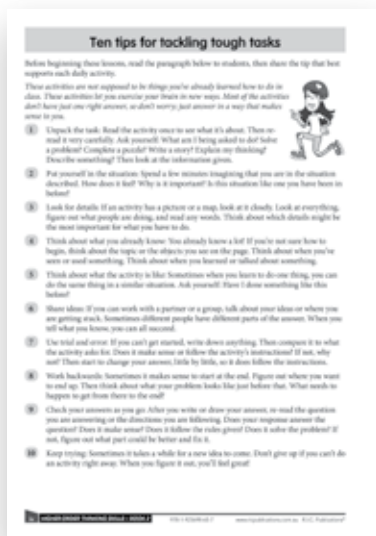 Ten tips for tackling tough tasks
Before beginning these lessons, read the paragraph below to students, then share the tip that best
supports each daily activity.
These activities are not supposed to be things you've already learned how to do in
class. These activities let you exercise your brain in new ways. Most of the activities
don't have just one right answer, so don't worry; just answer in a way that makes
sense to you.
1 Unpack the task: Read the activity once to see what it's about. Then re-
read it very carefully. Ask yourself: What am I being asked to do? Solve
a problem? Complete a puzzle? Write a story? Explain my thinking?
Describe something? Then look at the information given.
2 Put yourself in the situation: Spend a few minutes imagining that you are in the situation
described. How does it feel? Why is it important? Is this situation like one you have been in
before?
3 Look for details: If an activity has a picture or a map, look at it closely. Look at everything,
figure out what people are doing, and read any words. Think about which details might be
the most important for what you have to do.
4 Think about what you already know: You already know a lot! If you're not sure how to
begin, think about the topic or the objects you see on the page. Think about when you've
seen or used something. Think about when you learned or talked about something.
5 Think about what the activity is like: Sometimes when you learn to do one thing, you can
do the same thing in a similar situation. Ask yourself: Have I done something like this
before?
6 Share ideas: If you can work with a partner or a group, talk about your ideas or where you
are getting stuck. Sometimes different people have different parts of the answer. When you
tell what you know, you can all succeed.
7 Use trial and error: If you can't get started, write down anything. Then compare it to what
the activity asks for. Does it make sense or follow the activity's instructions? If not, why
not? Then start to change your answer, little by little, so it does follow the instructions.
8 Work backwards: Sometimes it makes sense to start at the end. Figure out where you want
to end up. Then think about what your problem looks like just before that. What needs to
happen to get from there to the end?
9 Check your answers as you go: After you write or draw your answer, re-read the question
you are answering or the directions you are following. Does your response answer the
question? Does it make sense? Does it follow the rules given? Does it solve the problem? If
not, figure out what part could be better and fix it.
10 Keep trying: Sometimes it takes a while for a new idea to come. Don't give up if you can't do
an activity right away. When you figure it out, you'll feel great!
HIGHER-ORDER THINKING SKILLS – BOOK 2
www.ricpublications.com.au R.I.C. Publications®